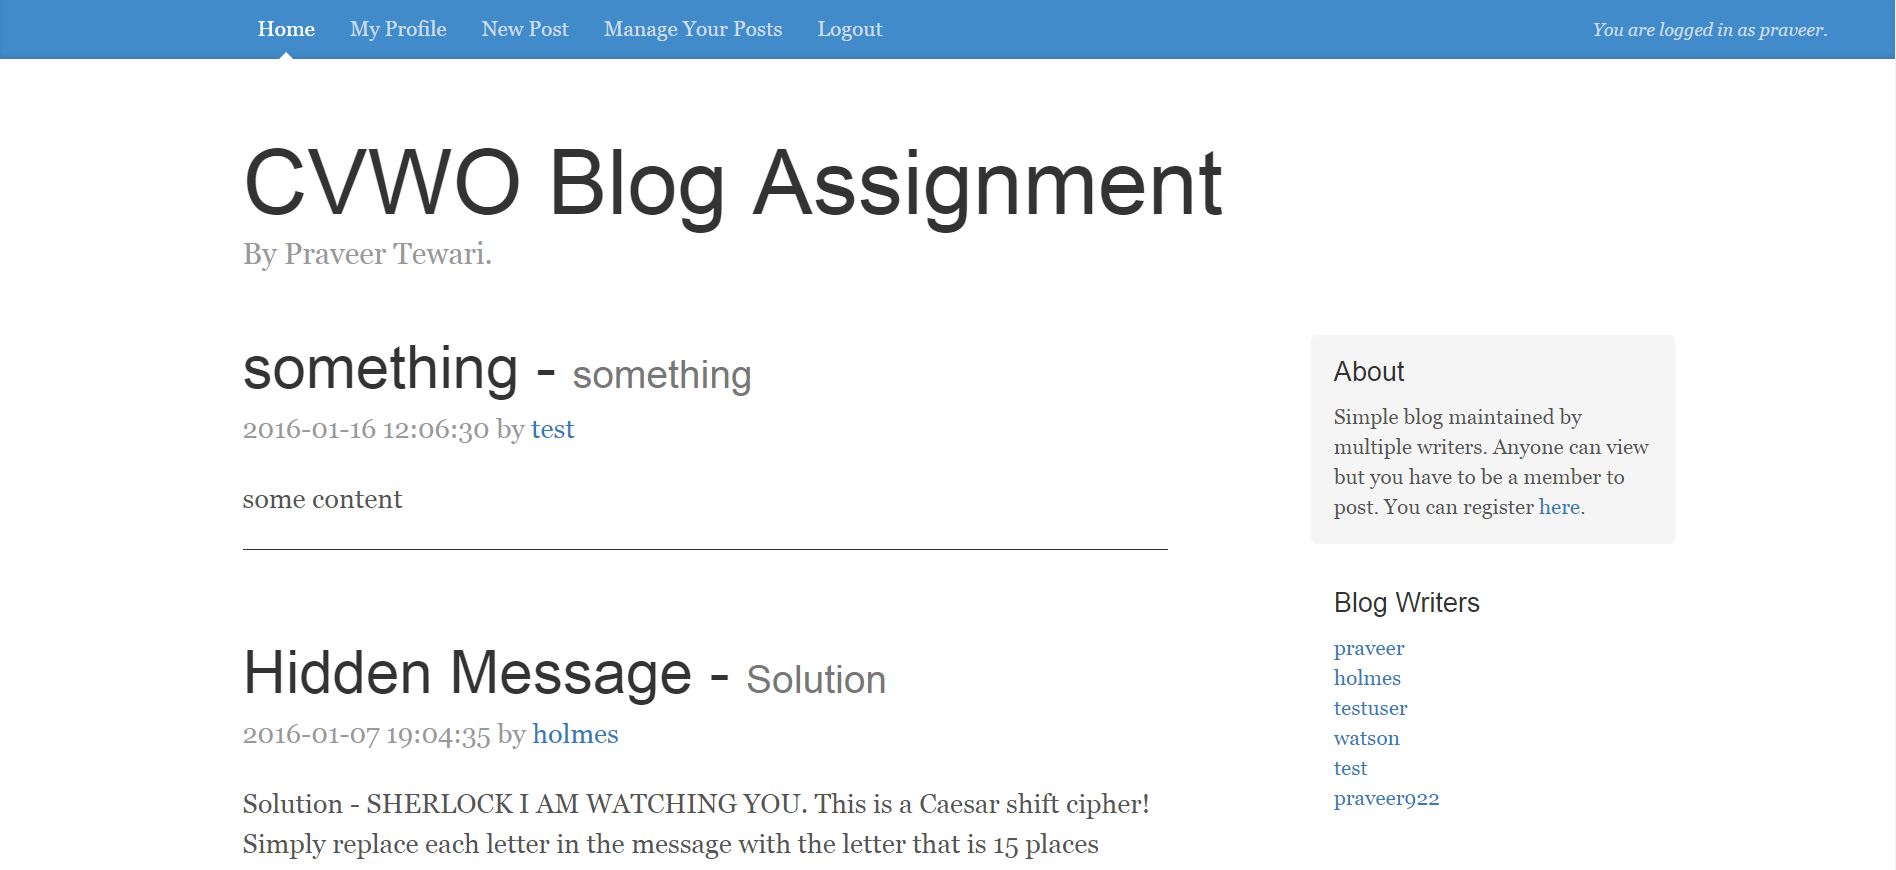 Home My Profile New Post Manage Your Posts Logout You are logged in as praveer.
CVWO Blog Assignment
By Praveer Tewari.
something - something
2016-01-16 12:06:30 by test
some content
Hidden Message - Solution
2016-01-07 19:04:35 by holmes
Solution - SHERLOCK I AM WATCHING YOU. This is a Caesar shift cipher!
Simply replace each letter in the message with the letter that is 15 places
About
Simple blog maintained by
multiple writers. Anyone can view
but you have to be a member to
post. You can register here.
Blog Writers
praveer
holmes
testuser
watson
test
praveer922